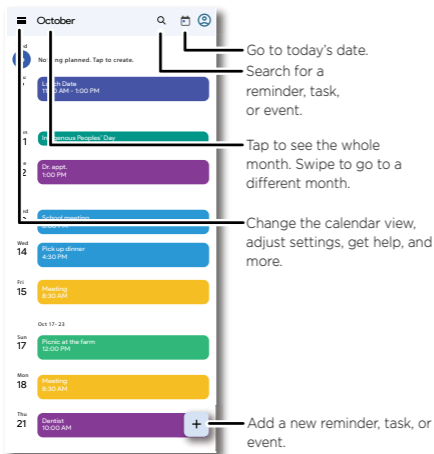 October
Go to today's date.
Search for a
reminder, task,
or event.
Nothing planned. Tap to create.
Lunch Date
AM - 1:00 PM
Indigenous Peoples' Day
Tap to see the whole
month. Swipe to go to a
different month.
Dr. appt.
1:00 PM
School meeting
Change the calendar view,
adjust settings, get help, and
more.
Wed
14
Pick up dinner
4:30 PM
Fri
15
Meeting
8:30 AM
Oct 17- 23
Sun
17
Picnic at the farm
12:00 PM
Mon
18
Meeting
8:30 AM
Thu
21
Dentist
10:00 AM
+
Add a new reminder, task, or
event.